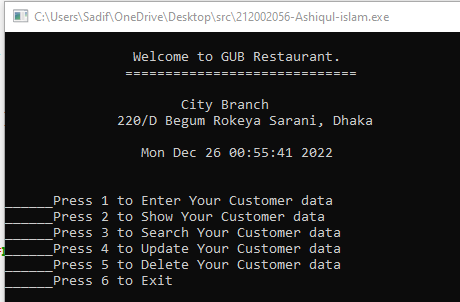 C:\Users\Sadif\OneDrive\Desktop\src\212002056-Ashiqul-islam.exe
Welcome to GUB Restaurant.
=============================
City Branch
220/D Begum Rokeya Sarani, Dhaka
Mon Dec 26 00:55:41 2022
______Press 1 to Enter Your Customer data
______Press 2 to Show Your Customer data
______Press 3 to Search Your Customer data
______Press 4 to Update Your Customer data
______Press 5 to Delete Your Customer data
______Press 6 to Exit